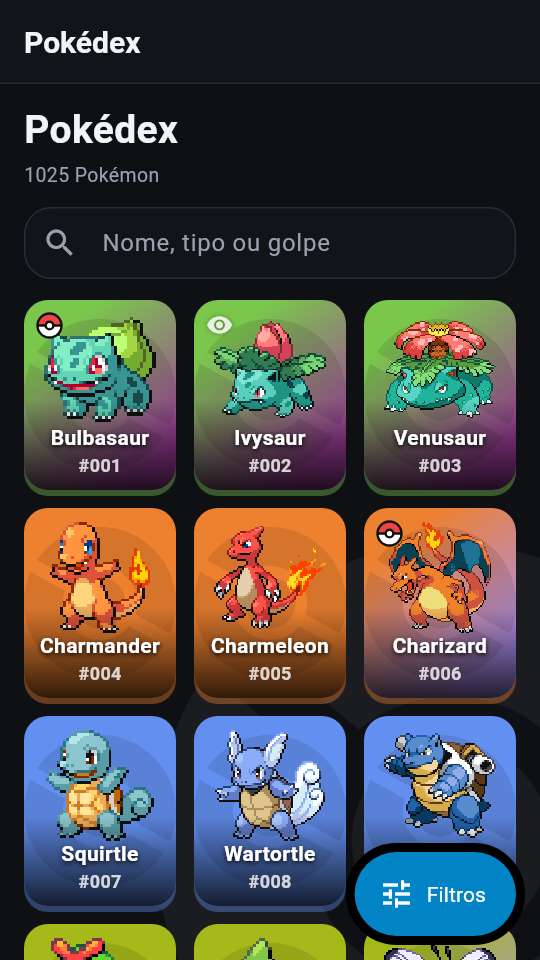 Pokédex
Pokédex
1025 Pokémon
Nome, tipo ou golpe
Bulbasaur
#001
Ivysaur
#002
Venusaur
#003
Charmander
#004
Charmeleon
#005
Charizard
#006
Squirtle
#007
Wartortle
#008
Filtros